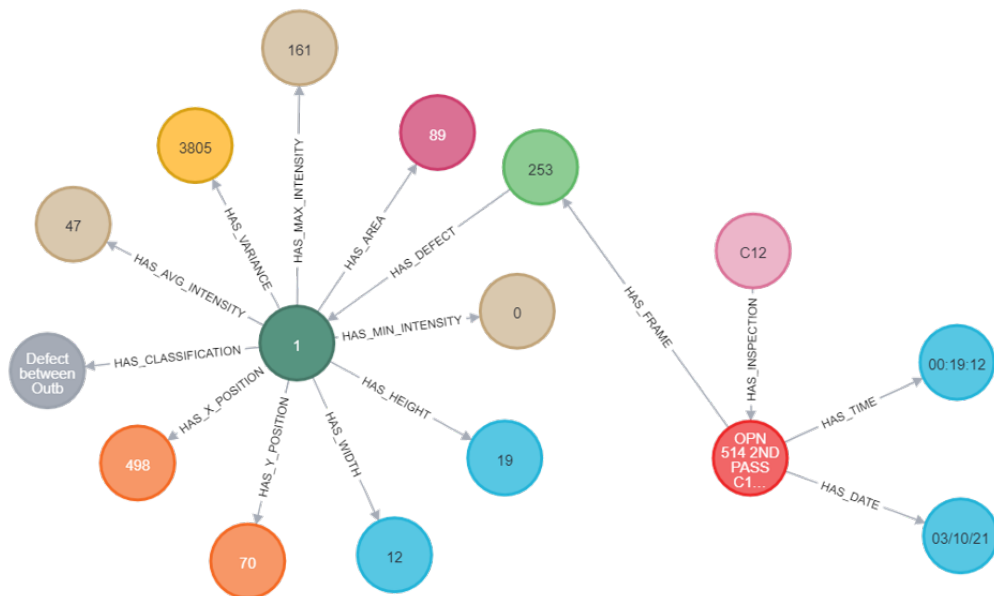 161
3805
89
253
47
C12
HAS_MAX_INTENSITY
HAS_VARIANCE
HAS_AREA
HAS_DEFECT
HAS_AVG_INTENSITY
HAS_FRAME
HAS_INSPECTION
0
HAS_MIN_INTENSITY
1
Defect
between
Outb
HAS_CLASSIFICATION
00:19:12
HAS_TIME
HAS_X_POSITION
HAS_Y_POSITION
HAS_WIDTH
HAS_HEIGHT
OPN
514 2ND
PASS
C1...
498
19
HAS_DATE
70
12
03/10/21